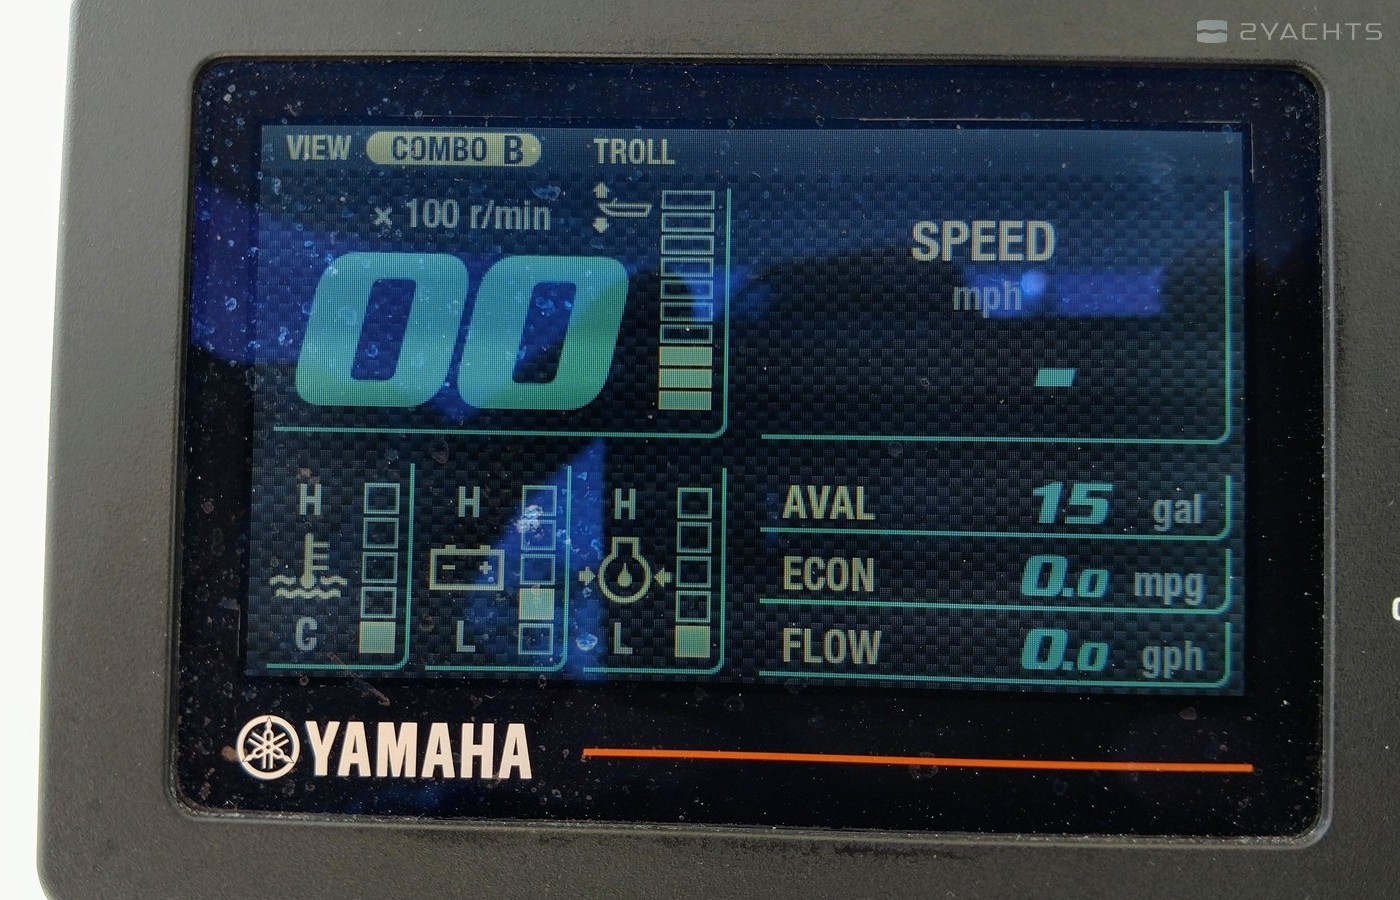 2YACHTS
VIEW COMBO B TROLL
× 100 r/min
00
SPEED
mph
-
H
C
H
- +
L
H
L
AVAL 15 gal
ECON 0.0 mpg
FLOW 0.0 gph
YAMAHA